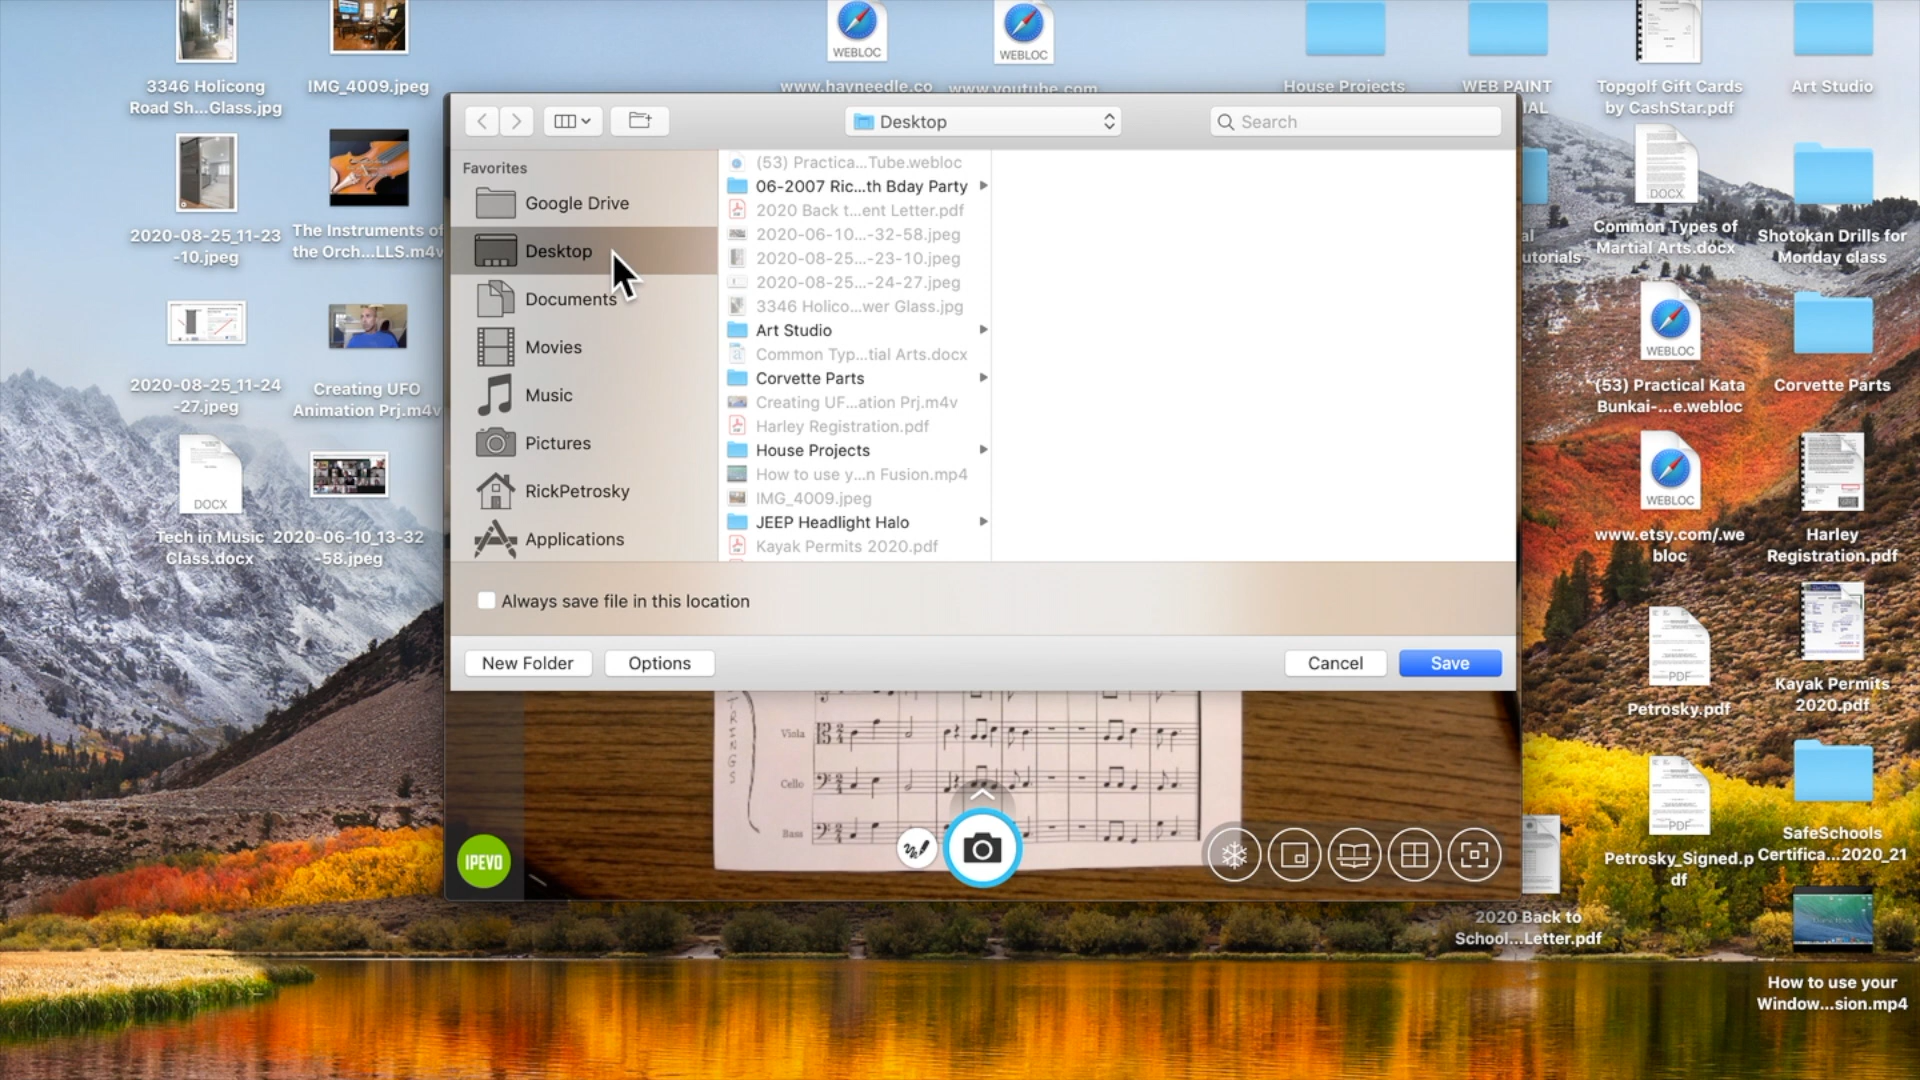 3346 Holicong
Road Sh...Glass.jpg
IMG_4009.jpeg
2020-08-25_11-23
-10.jpeg
The Instruments of
the Orch...LLS.m4v
2020-08-25_11-24
-27.jpeg
Creating UFO
Animation Prj.m4v
DOCX
Tech in Music
Class.docx
2020-06-10_13-32
-58.jpeg
WEBLOC
www.hayneedle.co
WEBLOC
www.youtube.com
House Projects
WEB PAINT
IAL
Topgolf Gift Cards
by CashStar.pdf
Art Studio
Desktop
Search
Favorites
Google Drive
Desktop
Documents
Movies
Music
Pictures
RickPetrosky
Applications
(53) Practica...Tube.webloc
06-2007 Ric...th Bday Party
2020 Back t...ent Letter.pdf
2020-06-10...-32-58.jpeg
2020-08-25...-23-10.jpeg
2020-08-25...-24-27.jpeg
3346 Holico...wer Glass.jpg
Art Studio
Common Typ...tial Arts.docx
Corvette Parts
Creating UF...ation Prj.m4v
Harley Registration.pdf
House Projects
How to use y...n Fusion.mp4
IMG_4009.jpeg
JEEP Headlight Halo
Kayak Permits 2020.pdf
Always save file in this location
New Folder
Options
Cancel
Save
al
utorials
DOCX
Common Types of
Martial Arts.docx
Shotokan Drills for
Monday class
WEBLOC
(53) Practical Kata
Bunkai-...e.webloc
Corvette Parts
WEBLOC
www.etsy.com/.we
bloc
Harley
Registration.pdf
PDF
Petrosky.pdf
Kayak Permits
2020.pdf
PDF
Petrosky_Signed.p
df
SafeSchools
Certifica...2020_21
2020 Back to
School...Letter.pdf
How to use your
Window...sion.mp4
TRINGS
Viola
Cello
Bass
IPEVO